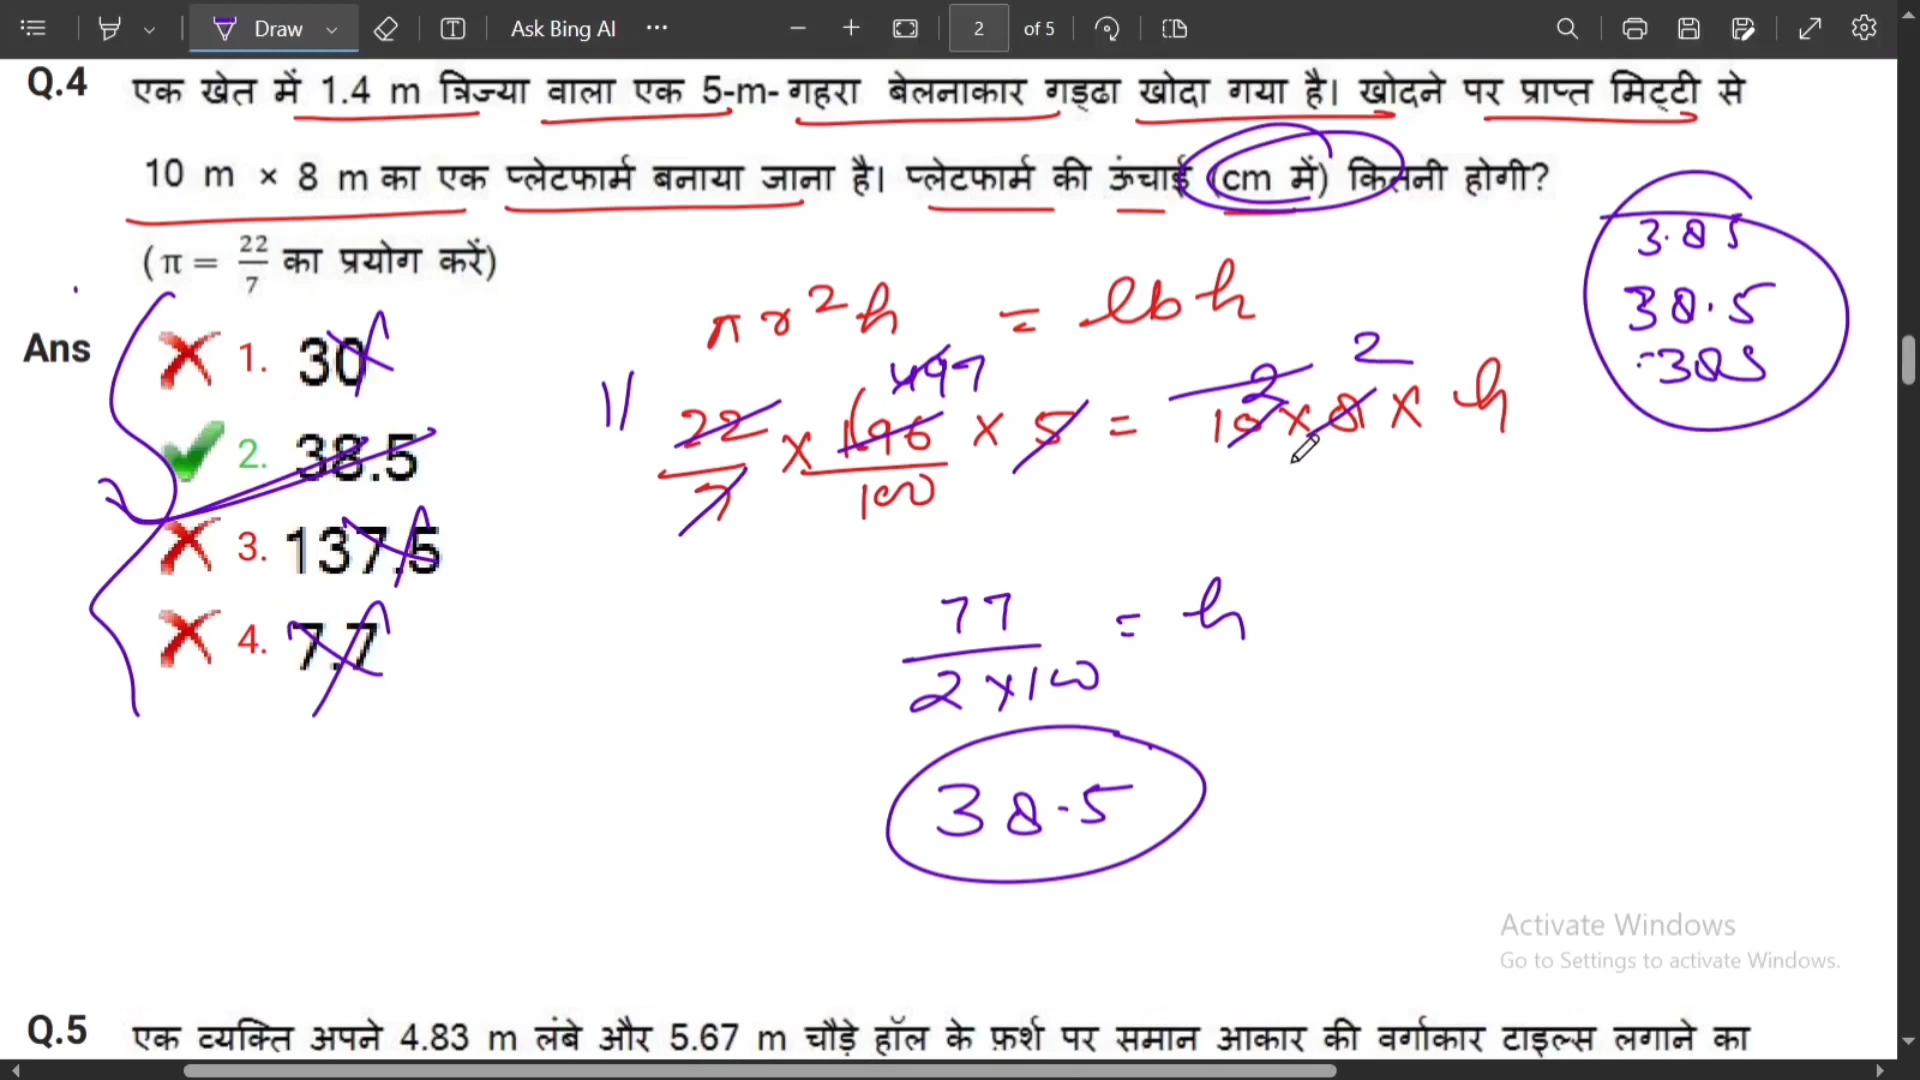 Draw
Ask Bing AI
2 of 5
Q.4 एक खेत में 1.4 m त्रिज्या वाला एक 5-m- गहरा बेलनाकार गड्ढा खोदा गया है। खोदने पर प्राप्त मिट्टी से
10 m × 8 m का एक प्लेटफार्म बनाया जाना है। प्लेटफार्म की ऊंचाई (cm में) कितनी होगी?
(π = 22/7 का प्रयोग करें)
3.85
38.5
.385
πr²h = lbh
Ans
1. 30
2. 38.5
3. 137.5
4. 7.7
11
22/7 × 196/100 × 5 = 10 × 8 × h
2
2
77/2×100 = h
38.5
Activate Windows
Go to Settings to activate Windows.
Q.5 एक व्यक्ति अपने 4.83 m लंबे और 5.67 m चौड़े हॉल के फ़र्श पर समान आकार की वर्गाकार टाइल्स लगाने का